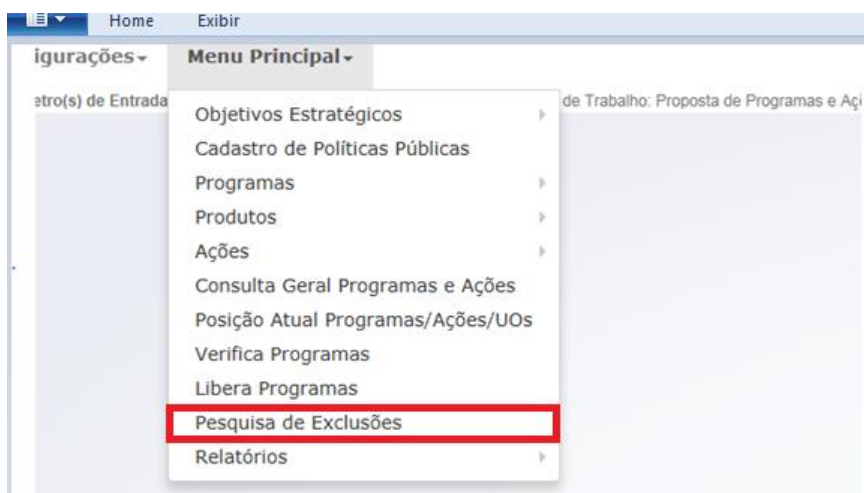 Home Exibir
igurações Menu Principal
etro(s) de Entrada de Trabalho: Proposta de Programas e Açõ
Objetivos Estratégicos
Cadastro de Políticas Públicas
Programas
Produtos
Ações
Consulta Geral Programas e Ações
Posição Atual Programas/Ações/UOs
Verifica Programas
Libera Programas
Pesquisa de Exclusões
Relatórios